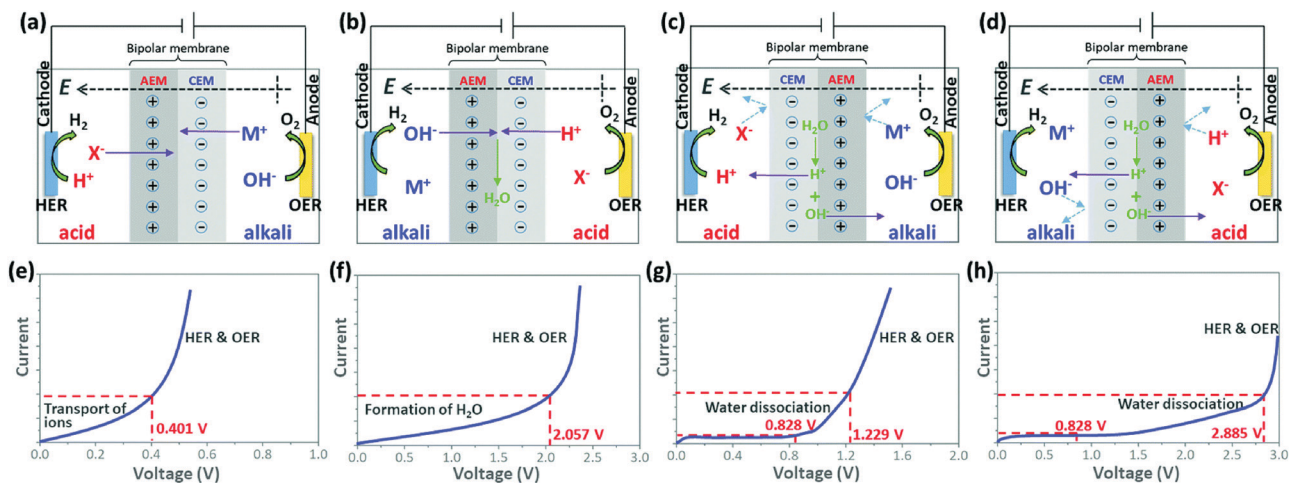 (a)
Bipolar membrane
AEM CEM
E
Cathode
Anode
H2
O2
M+
X-
H+
OH-
HER
OER
acid
alkali
(b)
Bipolar membrane
AEM CEM
E
Cathode
Anode
H2
O2
OH-
H+
M+
X-
H2O
HER
OER
alkali
acid
(c)
Bipolar membrane
CEM AEM
E
Cathode
Anode
H2
O2
X-
H2O
M+
H+
H+
+
OH-
OH-
HER
OER
acid
alkali
(d)
Bipolar membrane
CEM AEM
E
Cathode
Anode
H2
O2
M+
H2O
H+
OH-
H+
+
OH-
X-
HER
OER
alkali
acid
(e)
Current
HER & OER
Transport of
ions
0.401 V
0.0 0.2 0.4 0.6 0.8 1.0
Voltage (V)
(f)
Current
HER & OER
Formation of H2O
2.057 V
0.0 0.5 1.0 1.5 2.0 2.5 3.0
Voltage (V)
(g)
Current
HER & OER
Water dissociation
0.828 V
1.229 V
0.0 0.4 0.8 1.2 1.6 2.0
Voltage (V)
(h)
Current
HER & OER
Water dissociation
0.828 V
2.885 V
0.0 0.5 1.0 1.5 2.0 2.5 3.0
Voltage (V)